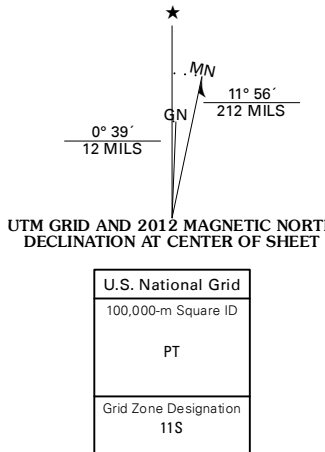 ★
MN
GN
11° 56´
212 MILS
0° 39´
12 MILS
UTM GRID AND 2012 MAGNETIC NORT
DECLINATION AT CENTER OF SHEET
U.S. National Grid
100,000-m Square ID
PT
Grid Zone Designation
11S